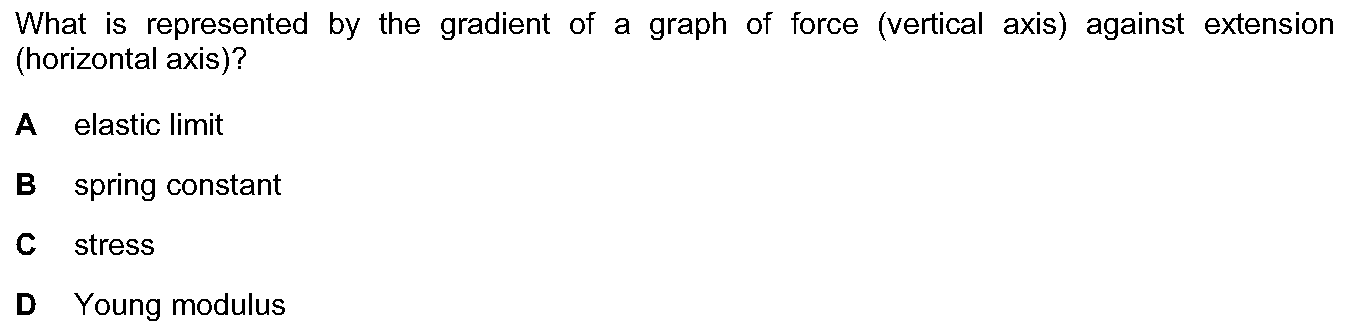 What is represented by the gradient of a graph of force (vertical axis) against extension
(horizontal axis)?
A elastic limit
B spring constant
C stress
D Young modulus